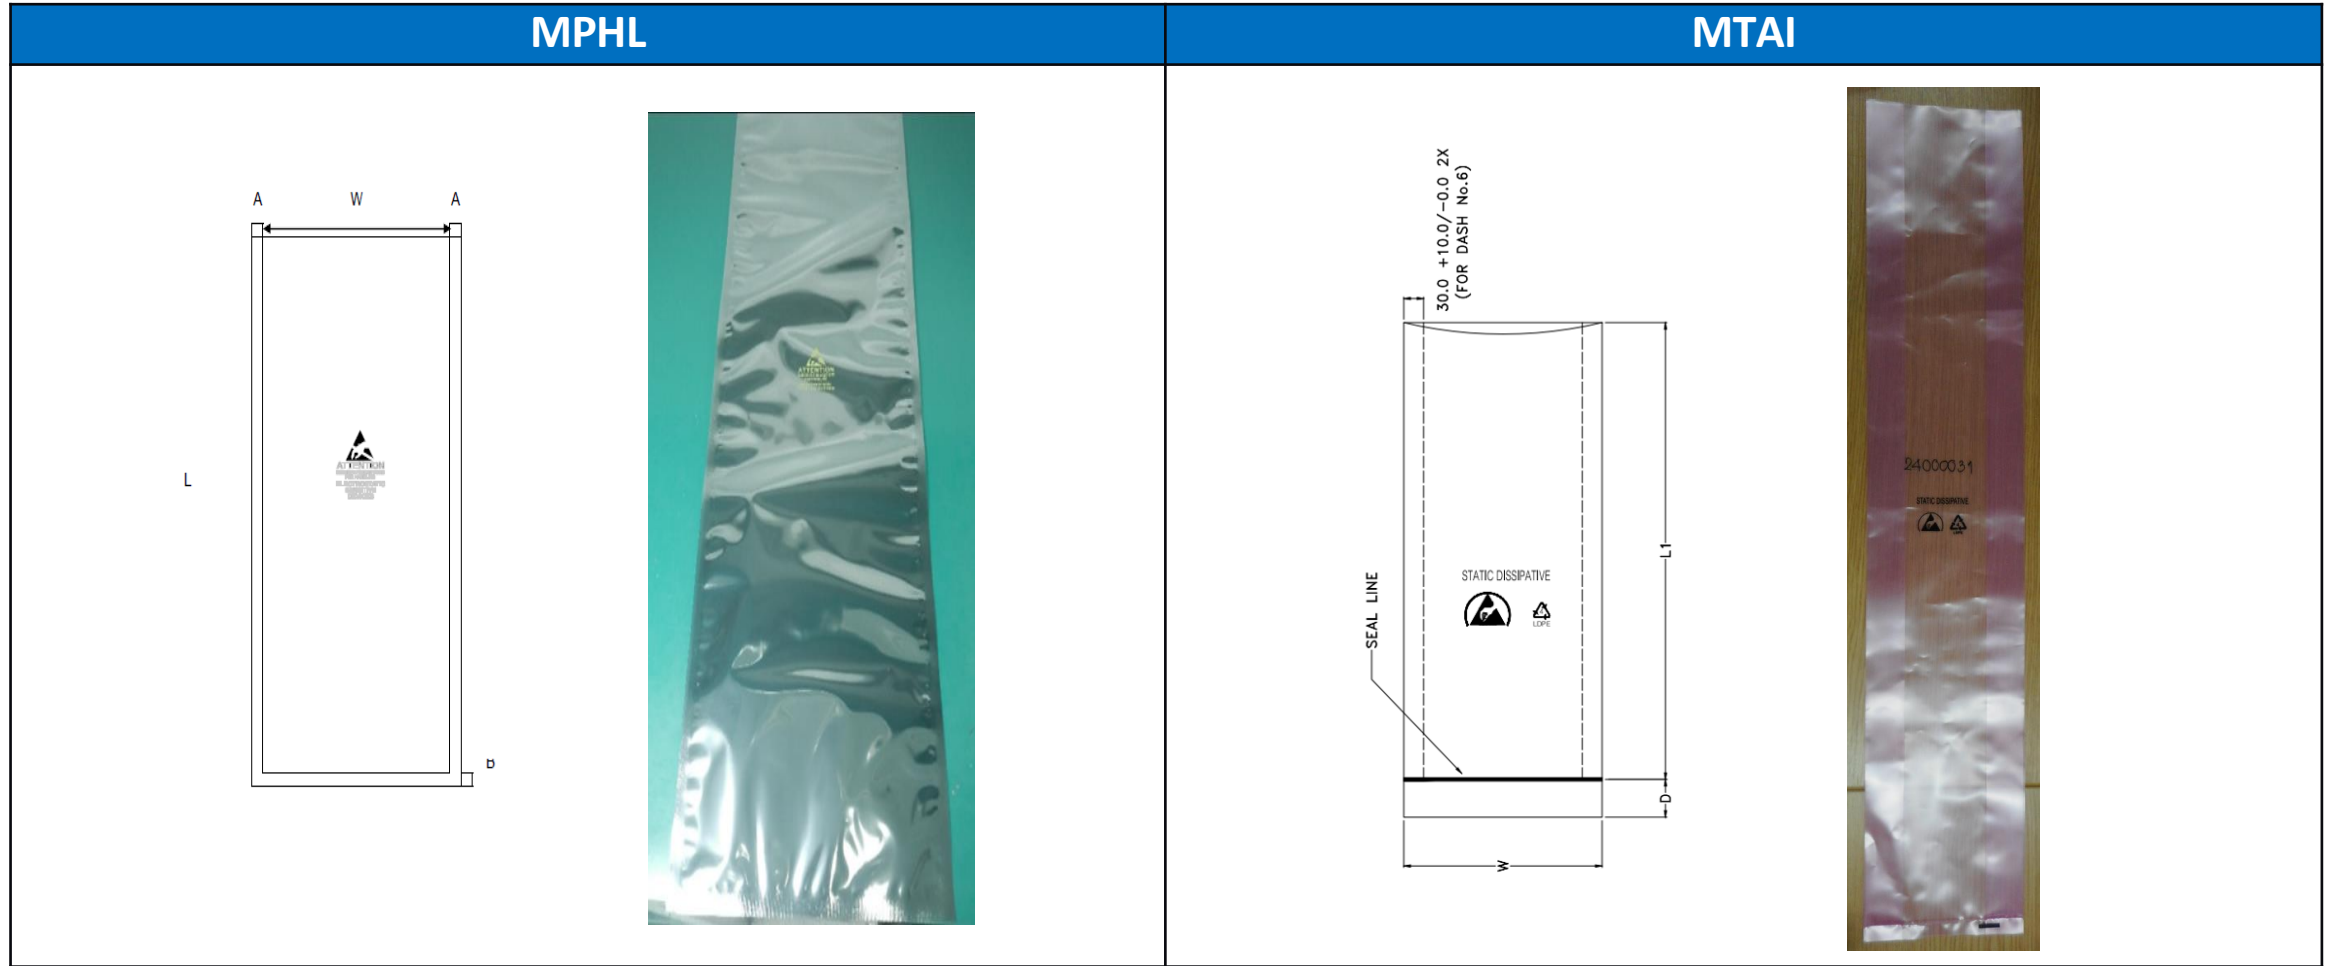 MPHL
MTAI
A W A
L
ATTENTION
B
ATTENTION
30.0 +10.0/-0.0 2X
(FOR DASH No.6)
L1
SEAL LINE
STATIC DISSIPATIVE
LDPE
D
W
24000031
STATIC DISSIPATIVE